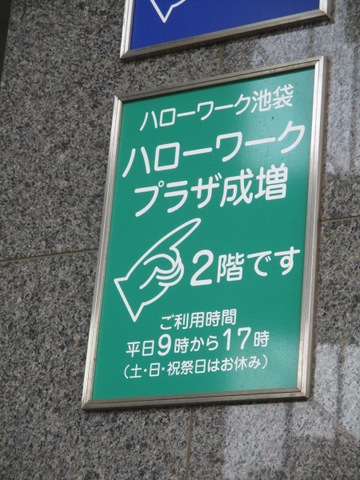 ハローワーク池袋
ハローワーク
プラザ成増
2階です
ご利用時間
平日9時から17時
(土・日・祝祭日はお休み)